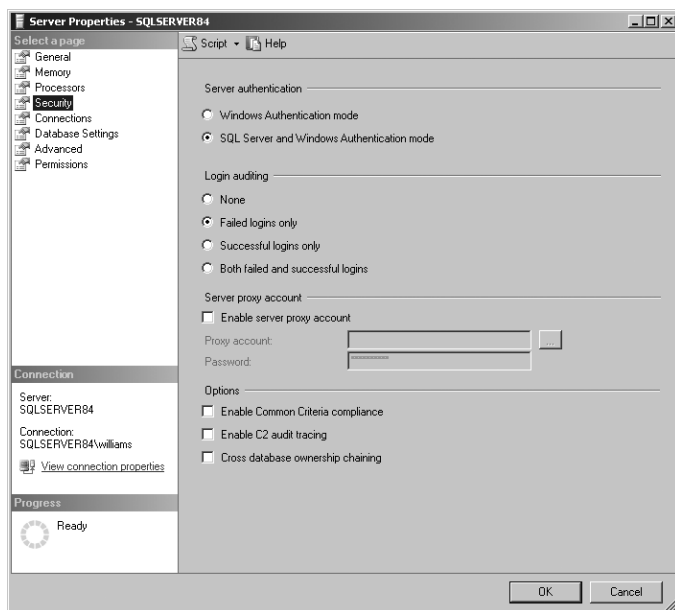 Server Properties - SQLSERVER84
Select a page
General
Memory
Processors
Security
Connections
Database Settings
Advanced
Permissions
Script
Help
Server authentication
Windows Authentication mode
SQL Server and Windows Authentication mode
Login auditing
None
Failed logins only
Successful logins only
Both failed and successful logins
Server proxy account
Enable server proxy account
Proxy account:
...
Password:
Options
Enable Common Criteria compliance
Enable C2 audit tracing
Cross database ownership chaining
Connection
Server:
SQLSERVER84
Connection:
SQLSERVER84\williams
View connection properties
Progress
Ready
OK
Cancel